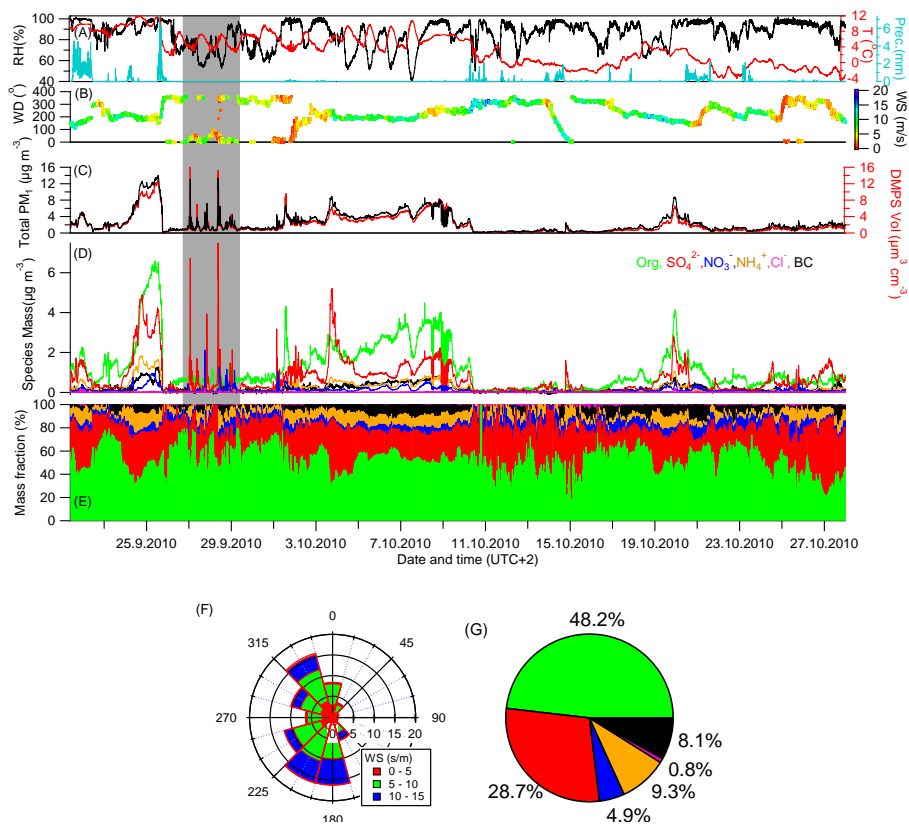 100%
80
60
40
RH(%)
(A)
12
8
4
0
-4
T(°C)
6
4
2
0
Prec.(mm)
400
300
200
100
0
WD (°)
(B)
20
15
10
5
0
WS (m/s)
16
12
8
4
0
Total PM1 (µg m-3)
(C)
16
12
8
4
0
DMPS Vol(µm3 cm-3)
6
4
2
0
Species Mass(µg m-3)
(D)
Org, SO42-,NO3-,NH4+,Cl-, BC
100
80
60
40
20
0
Mass fraction (%)
(E)
25.9.2010 29.9.2010 3.10.2010 7.10.2010 11.10.2010 15.10.2010 19.10.2010 23.10.2010 27.10.2010
Date and time (UTC+2)
(F)
0
45
90
180
225
270
315
0 5 10 15 20
WS (s/m)
0 - 5
5 - 10
10 - 15
(G)
48.2%
8.1%
0.8%
9.3%
4.9%
28.7%